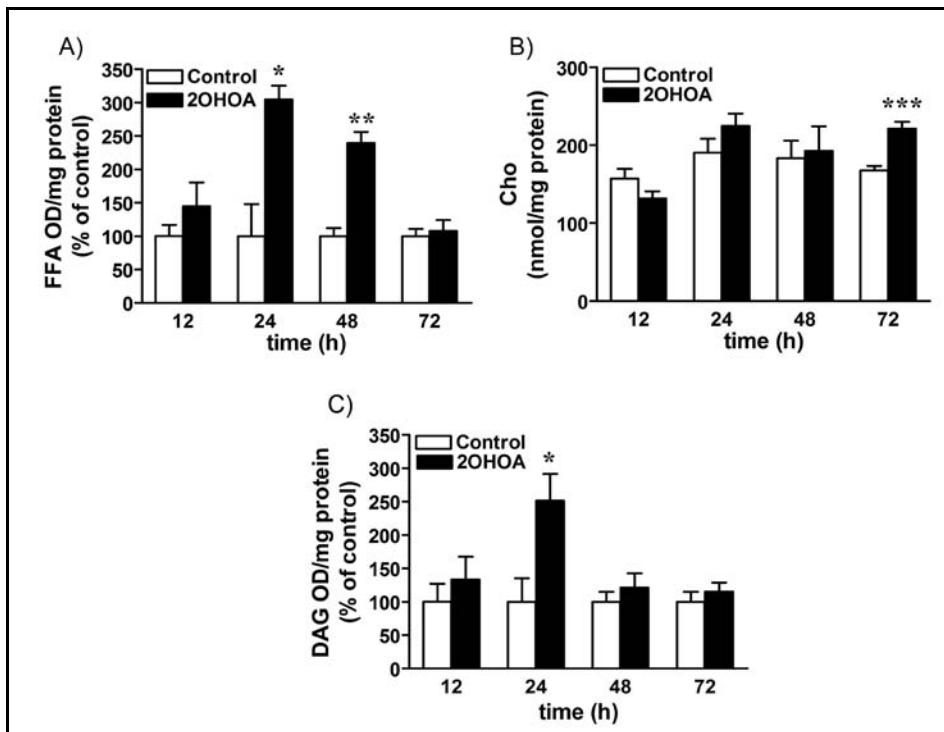 A)
FFA OD/mg protein
(% of control)
350
300
250
200
150
100
50
0
Control
2OHOA
*
**
12 24 48 72
time (h)
B)
Cho
(nmol/mg protein)
300
200
100
0
Control
2OHOA
***
12 24 48 72
time (h)
C)
DAG OD/mg protein
(% of control)
350
300
250
200
150
100
50
0
Control
2OHOA
*
12 24 48 72
time (h)